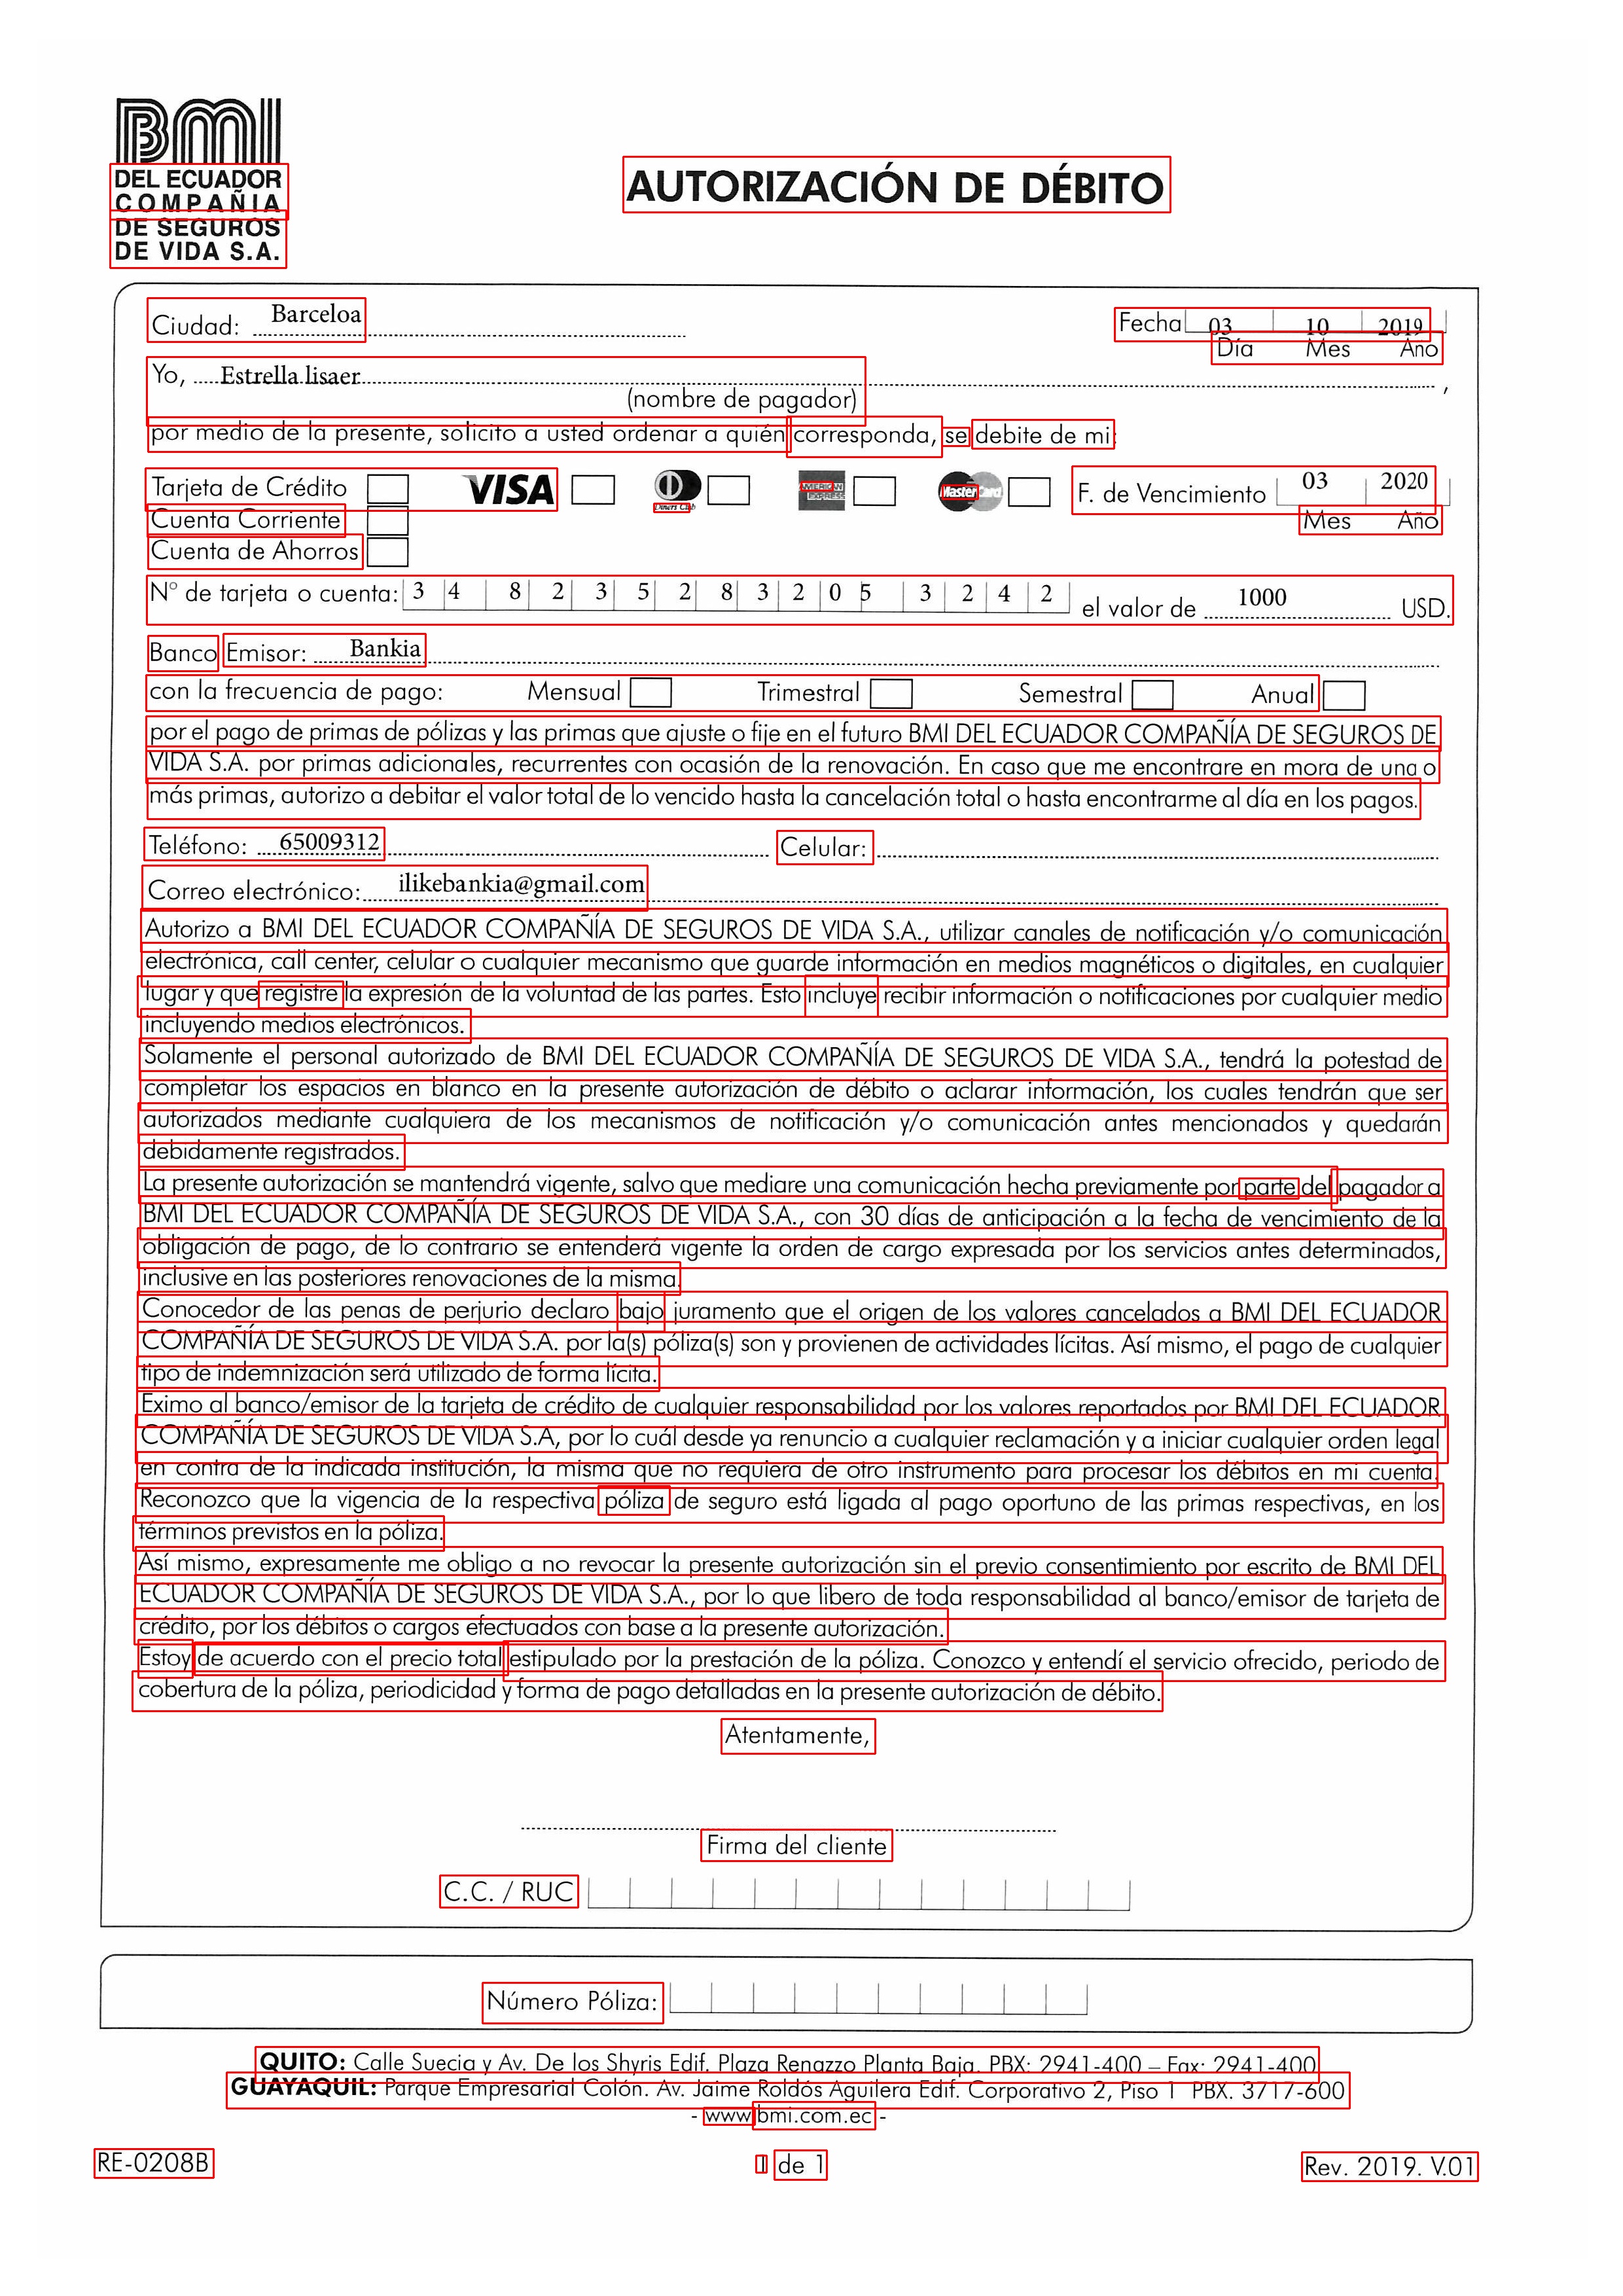 BMI
DEL ECUADOR
COMPAÑIA
DE SEGUROS
DE VIDA S.A.
AUTORIZACIÓN DE DÉBITO
Ciudad: Barceloa Fecha 03 10 2019
Día Mes Año
Yo, Estrella lisaer ,
(nombre de pagador)
por medio de la presente, solicito a usted ordenar a quién corresponda, se debite de mi:
Tarjeta de Crédito VISA Diners Club AMERICAN EXPRESS MasterCard F. de Vencimiento 03 2020
Cuenta Corriente Mes Año
Cuenta de Ahorros
N° de tarjeta o cuenta: 3 4 8 2 3 5 2 8 3 2 0 5 3 2 4 2 el valor de 1000 USD.
Banco Emisor: Bankia
con la frecuencia de pago: Mensual Trimestral Semestral Anual
por el pago de primas de pólizas y las primas que ajuste o fije en el futuro BMI DEL ECUADOR COMPAÑÍA DE SEGUROS DE
VIDA S.A. por primas adicionales, recurrentes con ocasión de la renovación. En caso que me encontrare en mora de una o
más primas, autorizo a debitar el valor total de lo vencido hasta la cancelación total o hasta encontrarme al día en los pagos.
Teléfono: 65009312 Celular:
Correo electrónico: ilikebankia@gmail.com
Autorizo a BMI DEL ECUADOR COMPAÑÍA DE SEGUROS DE VIDA S.A., utilizar canales de notificación y/o comunicación
electrónica, call center, celular o cualquier mecanismo que guarde información en medios magnéticos o digitales, en cualquier
lugar y que registre la expresión de la voluntad de las partes. Esto incluye recibir información o notificaciones por cualquier medio
incluyendo medios electrónicos.
Solamente el personal autorizado de BMI DEL ECUADOR COMPAÑÍA DE SEGUROS DE VIDA S.A., tendrá la potestad de
completar los espacios en blanco en la presente autorización de débito o aclarar información, los cuales tendrán que ser
autorizados mediante cualquiera de los mecanismos de notificación y/o comunicación antes mencionados y quedarán
debidamente registrados.
La presente autorización se mantendrá vigente, salvo que mediare una comunicación hecha previamente por parte del pagador a
BMI DEL ECUADOR COMPAÑÍA DE SEGUROS DE VIDA S.A., con 30 días de anticipación a la fecha de vencimiento de la
obligación de pago, de lo contrario se entenderá vigente la orden de cargo expresada por los servicios antes determinados,
inclusive en las posteriores renovaciones de la misma.
Conocedor de las penas de perjurio declaro bajo juramento que el origen de los valores cancelados a BMI DEL ECUADOR
COMPAÑÍA DE SEGUROS DE VIDA S.A. por la(s) póliza(s) son y provienen de actividades lícitas. Así mismo, el pago de cualquier
tipo de indemnización será utilizado de forma lícita.
Eximo al banco/emisor de la tarjeta de crédito de cualquier responsabilidad por los valores reportados por BMI DEL ECUADOR
COMPAÑÍA DE SEGUROS DE VIDA S.A, por lo cuál desde ya renuncio a cualquier reclamación y a iniciar cualquier orden legal
en contra de la indicada institución, la misma que no requiera de otro instrumento para procesar los débitos en mi cuenta.
Reconozco que la vigencia de la respectiva póliza de seguro está ligada al pago oportuno de las primas respectivas, en los
términos previstos en la póliza.
Así mismo, expresamente me obligo a no revocar la presente autorización sin el previo consentimiento por escrito de BMI DEL
ECUADOR COMPAÑÍA DE SEGUROS DE VIDA S.A., por lo que libero de toda responsabilidad al banco/emisor de tarjeta de
crédito, por los débitos o cargos efectuados con base a la presente autorización.
Estoy de acuerdo con el precio total estipulado por la prestación de la póliza. Conozco y entendí el servicio ofrecido, periodo de
cobertura de la póliza, periodicidad y forma de pago detalladas en la presente autorización de débito.
Atentamente,
Firma del cliente
C.C. / RUC
Número Póliza:
QUITO: Calle Suecia y Av. De los Shyris Edif. Plaza Renazzo Planta Baja. PBX: 2941-400 – Fax: 2941-400
GUAYAQUIL: Parque Empresarial Colón. Av. Jaime Roldós Aguilera Edif. Corporativo 2, Piso 1 PBX. 3717-600
- www.bmi.com.ec -
RE-0208B 1 de 1 Rev. 2019. V.01